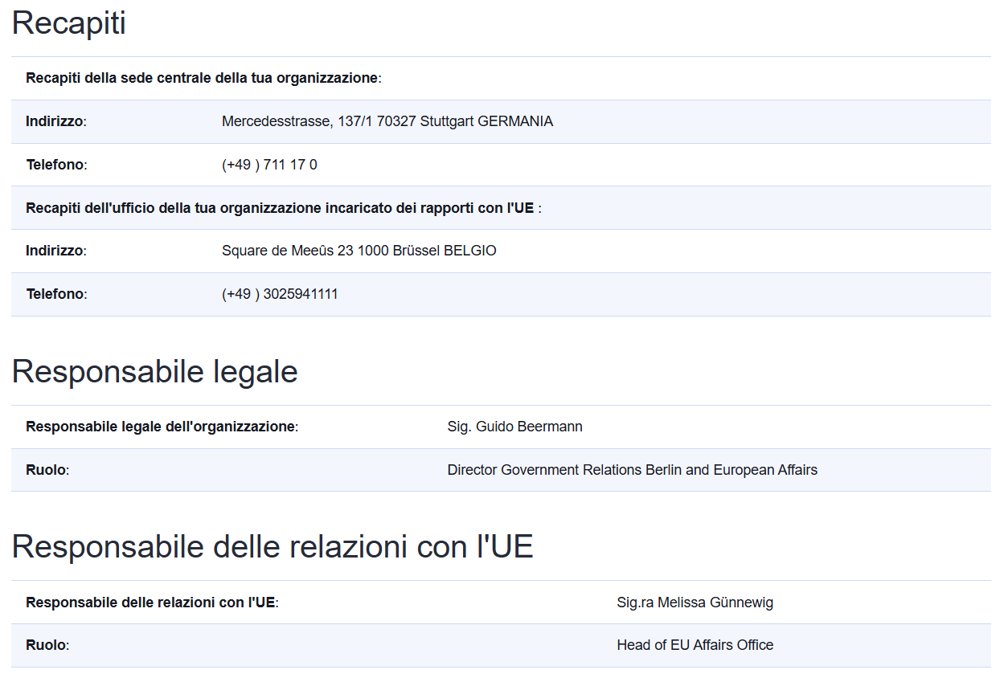 Recapiti
Recapiti della sede centrale della tua organizzazione:
Indirizzo: Mercedesstrasse, 137/1 70327 Stuttgart GERMANIA
Telefono: (+49 ) 711 17 0
Recapiti dell'ufficio della tua organizzazione incaricato dei rapporti con l'UE :
Indirizzo: Square de Meeûs 23 1000 Brüssel BELGIO
Telefono: (+49 ) 3025941111
Responsabile legale
Responsabile legale dell'organizzazione: Sig. Guido Beermann
Ruolo: Director Government Relations Berlin and European Affairs
Responsabile delle relazioni con l'UE
Responsabile delle relazioni con l'UE: Sig.ra Melissa Günnewig
Ruolo: Head of EU Affairs Office